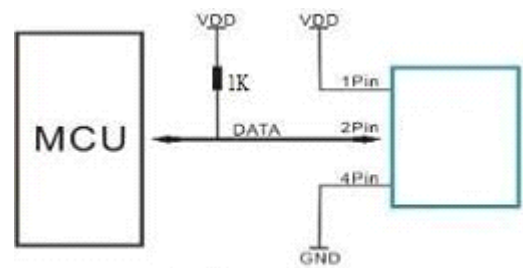 VDD VDD
1K
1Pin
MCU
DATA 2Pin
4Pin
GND